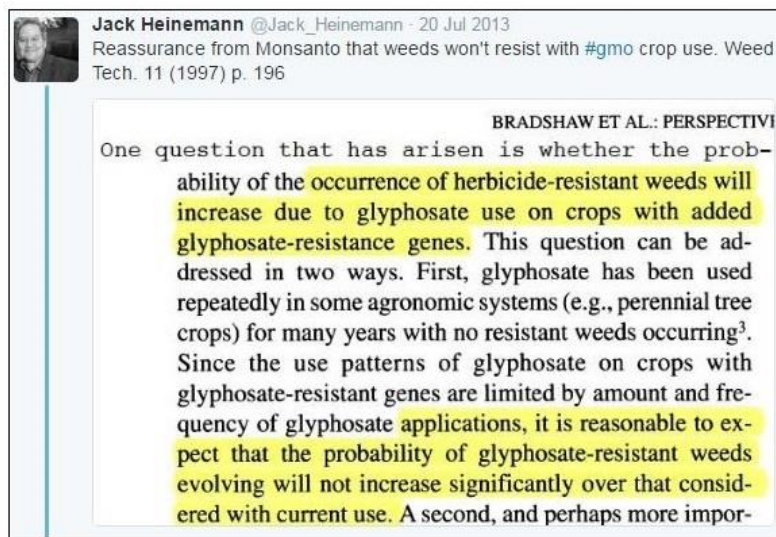 Jack Heinemann @Jack_Heinemann · 20 Jul 2013
Reassurance from Monsanto that weeds won't resist with #gmo crop use. Weed
Tech. 11 (1997) p. 196
BRADSHAW ET AL.: PERSPECTIV
One question that has arisen is whether the prob-
ability of the occurrence of herbicide-resistant weeds will
increase due to glyphosate use on crops with added
glyphosate-resistance genes. This question can be ad-
dressed in two ways. First, glyphosate has been used
repeatedly in some agronomic systems (e.g., perennial tree
crops) for many years with no resistant weeds occurring³.
Since the use patterns of glyphosate on crops with
glyphosate-resistant genes are limited by amount and fre-
quency of glyphosate applications, it is reasonable to ex-
pect that the probability of glyphosate-resistant weeds
evolving will not increase significantly over that consid-
ered with current use. A second, and perhaps more impor-